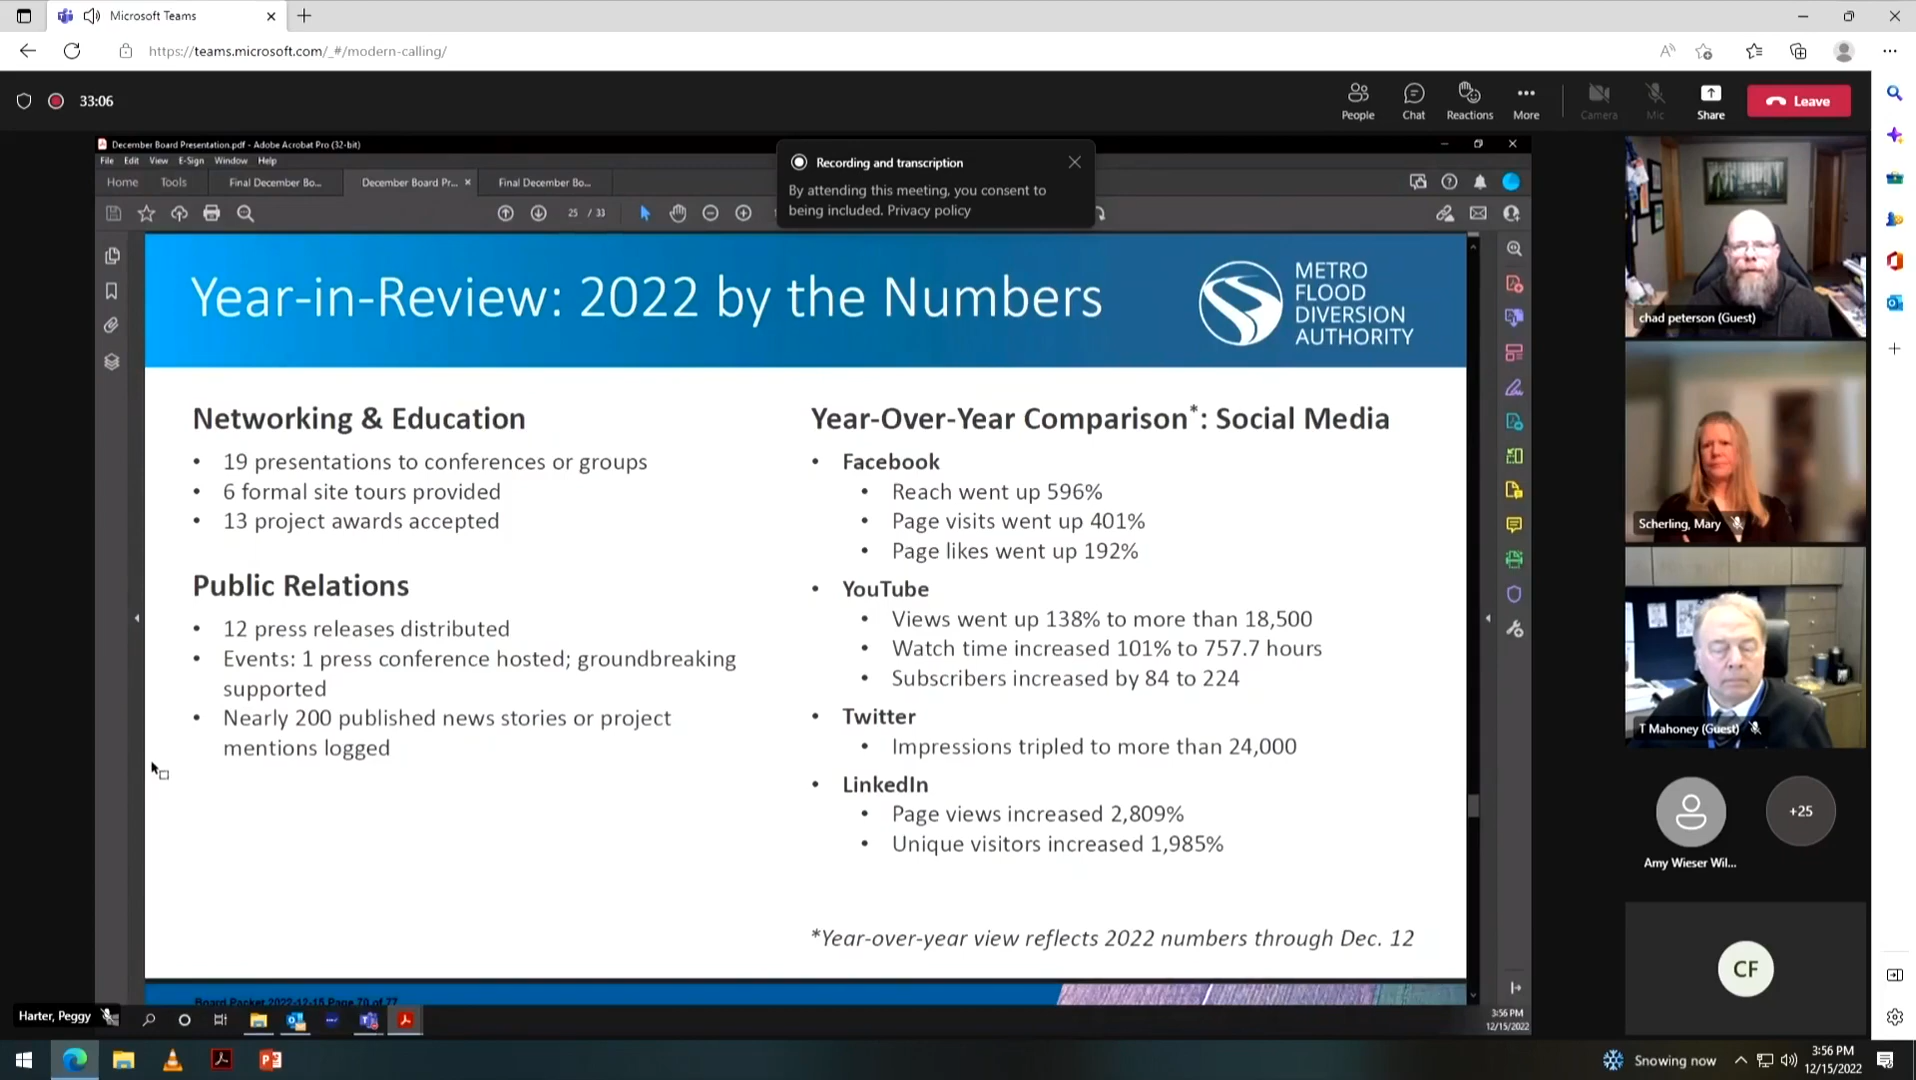 Microsoft Teams
https://teams.microsoft.com/_#/modern-calling/
33:06
People
Chat
Reactions
More
Camera
Mic
Share
Leave
December Board Presentation.pdf - Adobe Acrobat Pro (32-bit)
File Edit View E-Sign Window Help
Home Tools Final December Bo... December Board Pr... × Final December Bo...
25 / 33
Recording and transcription
By attending this meeting, you consent to
being included. Privacy policy
Year-in-Review: 2022 by the Numbers
METRO
FLOOD
DIVERSION
AUTHORITY
Networking & Education
• 19 presentations to conferences or groups
• 6 formal site tours provided
• 13 project awards accepted
Public Relations
• 12 press releases distributed
• Events: 1 press conference hosted; groundbreaking
supported
• Nearly 200 published news stories or project
mentions logged
Year-Over-Year Comparison*: Social Media
• Facebook
• Reach went up 596%
• Page visits went up 401%
• Page likes went up 192%
• YouTube
• Views went up 138% to more than 18,500
• Watch time increased 101% to 757.7 hours
• Subscribers increased by 84 to 224
• Twitter
• Impressions tripled to more than 24,000
• LinkedIn
• Page views increased 2,809%
• Unique visitors increased 1,985%
*Year-over-year view reflects 2022 numbers through Dec. 12
Board Packet 2022-12-15 Page 70 of 77
chad peterson (Guest)
Scherling, Mary
T Mahoney (Guest)
Amy Wieser Wil...
+25
CF
Harter, Peggy
3:56 PM
12/15/2022
Snowing now
3:56 PM
12/15/2022